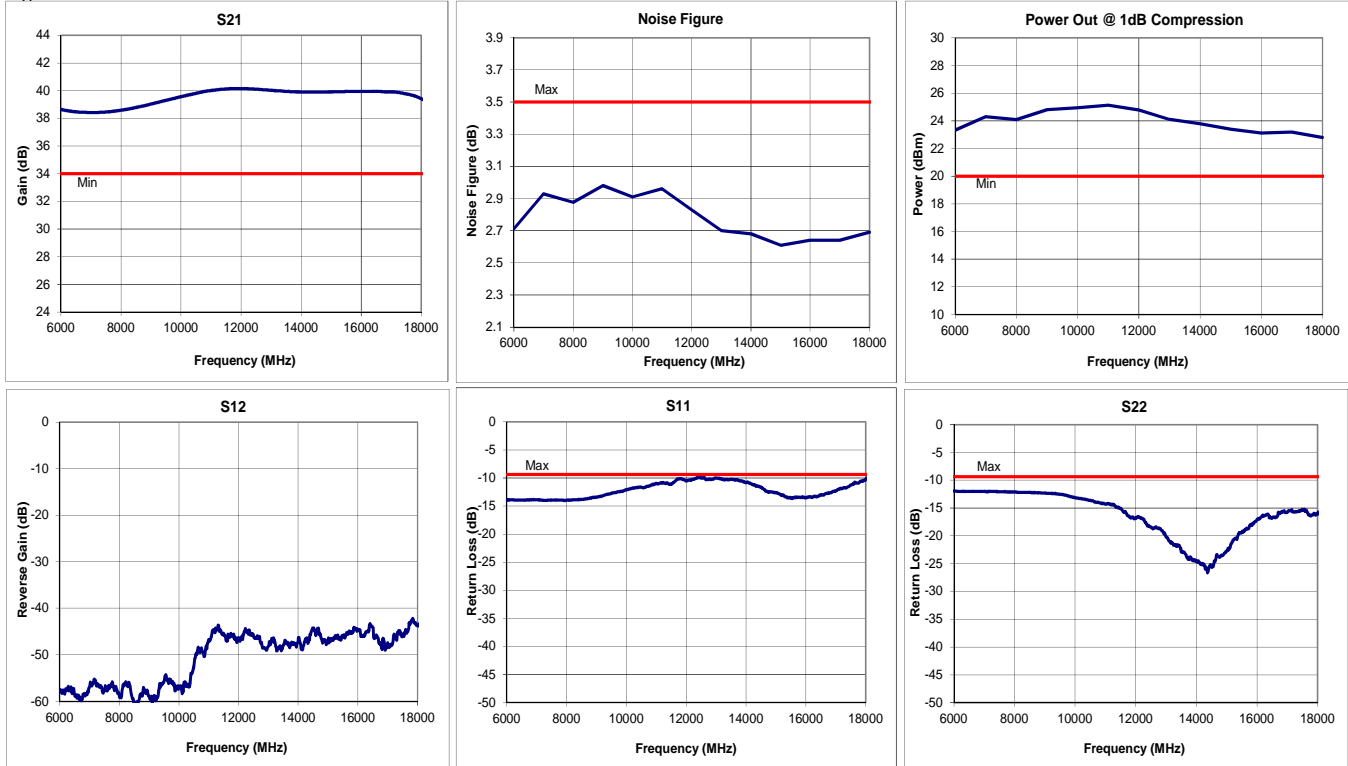 S21
Gain (dB)
44
42
40
38
36
34
32
30
28
26
24
Min
6000 8000 10000 12000 14000 16000 18000
Frequency (MHz)
Noise Figure
Noise Figure (dB)
3.9
3.7
3.5
3.3
3.1
2.9
2.7
2.5
2.3
2.1
Max
6000 8000 10000 12000 14000 16000 18000
Frequency (MHz)
Power Out @ 1dB Compression
Power (dBm)
30
28
26
24
22
20
18
16
14
12
10
Min
6000 8000 10000 12000 14000 16000 18000
Frequency (MHz)
S12
Reverse Gain (dB)
0
-10
-20
-30
-40
-50
-60
6000 8000 10000 12000 14000 16000 18000
Frequency (MHz)
S11
Return Loss (dB)
0
-5
-10
-15
-20
-25
-30
-35
-40
-45
-50
Max
6000 8000 10000 12000 14000 16000 18000
Frequency (MHz)
S22
Return Loss (dB)
0
-5
-10
-15
-20
-25
-30
-35
-40
-45
-50
Max
6000 8000 10000 12000 14000 16000 18000
Frequency (MHz)